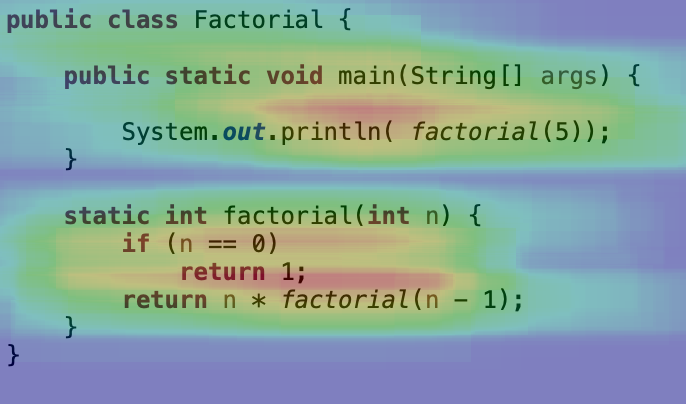 public class Factorial {
public static void main(String[] args) {
System.out.println( factorial(5));
}
static int factorial(int n) {
if (n == 0)
return 1;
return n * factorial(n - 1);
}
}